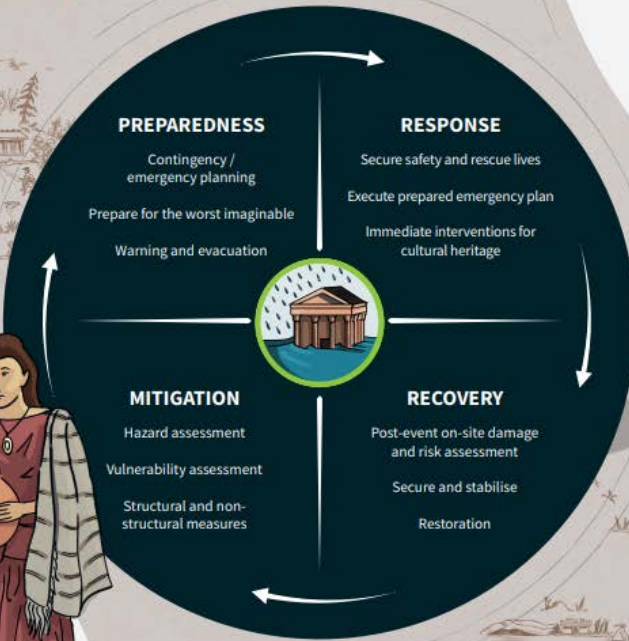 PREPAREDNESS
Contingency /
emergency planning
Prepare for the worst imaginable
Warning and evacuation
RESPONSE
Secure safety and rescue lives
Execute prepared emergency plan
Immediate interventions for
cultural heritage
MITIGATION
Hazard assessment
Vulnerability assessment
Structural and non-
structural measures
RECOVERY
Post-event on-site damage
and risk assessment
Secure and stabilise
Restoration